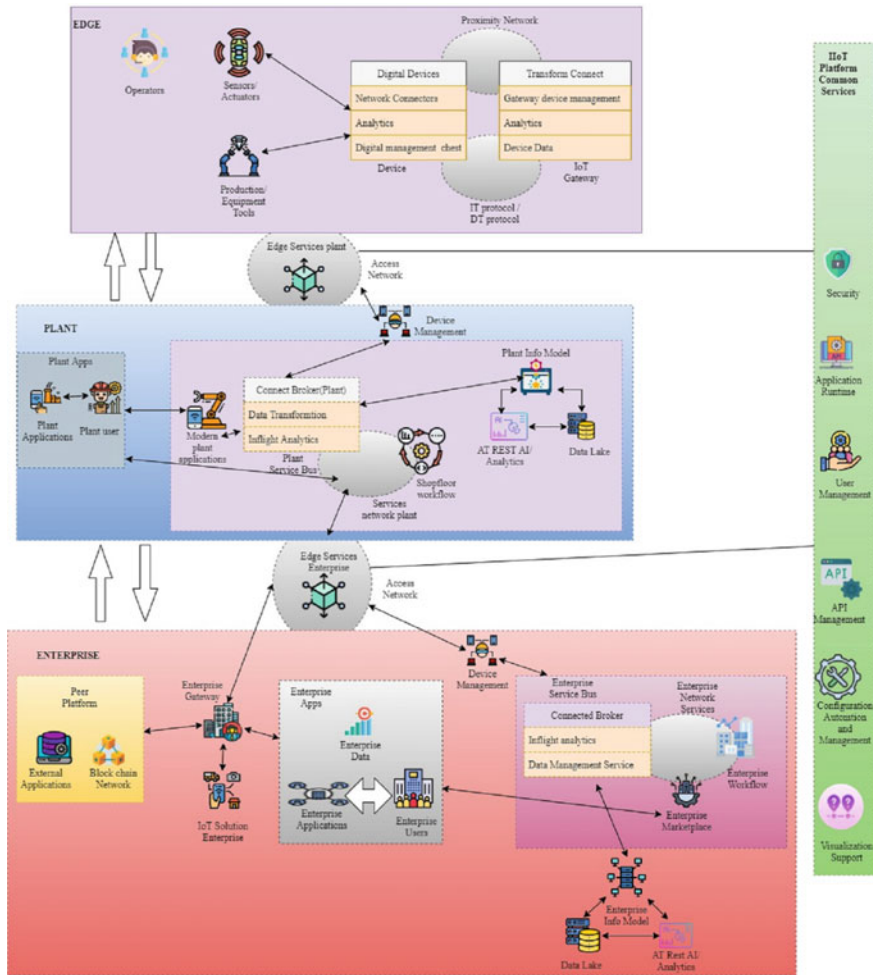 EDGE
Operators
Sensors/
Actuators
Production/
Equipment
Tools
Proximity Network
Digital Devices
Network Connectors
Analytics
Digital management chest
Device
Transform Connect
Gateway device management
Analytics
Device Data
IoT
Gateway
IT protocol /
DT protocol
Edge Services plant
Access
Network
PLANT
Device
Management
Plant Apps
Plant
Applications
Plant user
Modern
plant
applications
Connect Broker(Plant)
Data Transformtion
Inflight Analytics
Plant
Service Bus
Services
network plant
Shopfloor
workflow
Plant Info Model
AT REST AI/
Analytics
Data Lake
Edge Services
Enterprise
Access
Network
ENTERPRISE
Device
Management
Peer
Platform
External
Applications
Block chain
Network
Enterprise
Gateway
IoT Solution
Enterprise
Enterprise
Apps
Enterprise
Data
Enterprise
Applications
Enterprise
Users
Enterprise
Service Bus
Connected Broker
Inflight analytics
Data Management Service
Enterprise
Network
Services
Enterprise
Workflow
Enterprise
Marketplace
Enterprise
Info Model
Data Lake
AT Rest AI/
Analytics
IIoT
Platform
Common
Services
Security
Application
Runtime
User
Management
API
API
Management
Configuration
Automation
and
Management
Visualization
Support